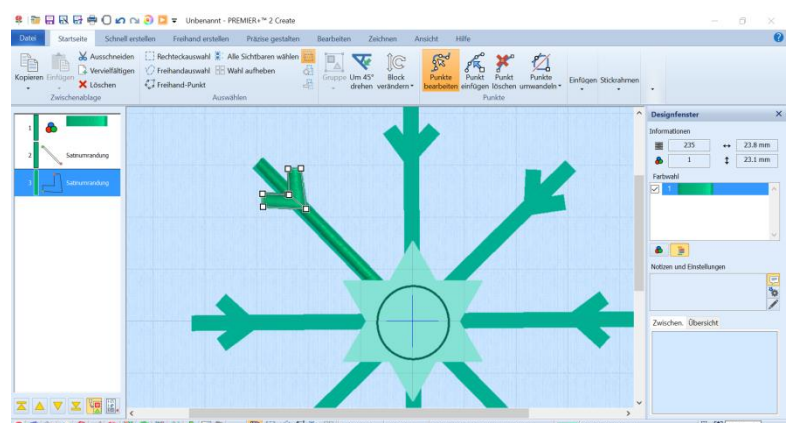 Unbenannt - PREMIER+™ 2 Create
Datei Startseite Schnell erstellen Freihand erstellen Präzise gestalten Bearbeiten Zeichnen Ansicht Hilfe
Kopieren Einfügen Ausschneiden Vervielfältigen Löschen
Zwischenablage
Rechteckauswahl Alle Sichtbaren wählen
Freihandauswahl Wahl aufheben
Freihand-Punkt
Auswählen
Gruppe Um 45° drehen Block verändern
Punkte bearbeiten Punkt einfügen Punkt löschen Punkte umwandeln
Punkte
Einfügen Stickrahmen
1
2 Satinumrandung
3 Satinumrandung
Designfenster X
Informationen
235 23.8 mm
1 23.1 mm
Farbwahl
1
Notizen und Einstellungen
Zwischen. Übersicht